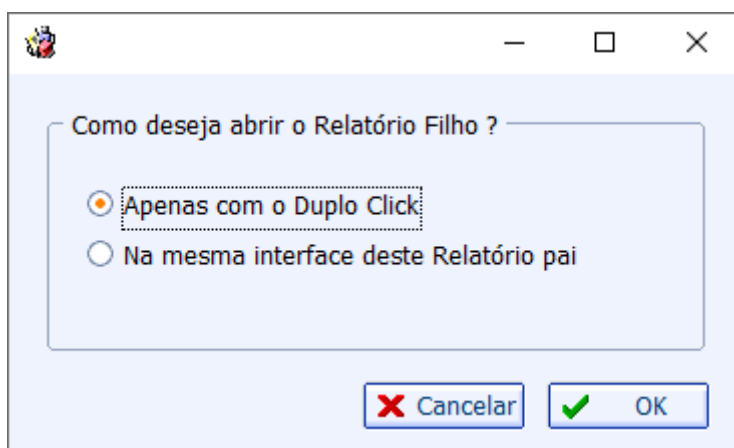 Como deseja abrir o Relatório Filho ?
Apenas com o Duplo Click
Na mesma interface deste Relatório pai
Cancelar
OK